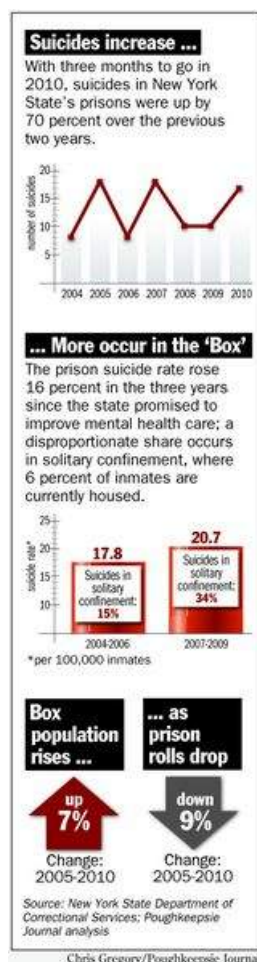 Suicides increase ...
With three months to go in
2010, suicides in New York
State's prisons were up by
70 percent over the previous
two years.
number of suicides
20
15
10
5
2004 2005 2006 2007 2008 2009 2010
... More occur in the 'Box'
The prison suicide rate rose
16 percent in the three years
since the state promised to
improve mental health care; a
disproportionate share occurs
in solitary confinement, where
6 percent of inmates are
currently housed.
suicide rate*
25
20
15
10
17.8
Suicides in
solitary
confinement:
15%
20.7
Suicides in
solitary
confinement:
34%
2004-2006 2007-2009
*per 100,000 inmates
Box
population
rises ...
up
7%
Change:
2005-2010
... as
prison
rolls drop
down
9%
Change:
2005-2010
Source: New York State Department of
Correctional Services; Poughkeepsie
Journal analysis
Chris Gregory/Poughkeepsie Journa